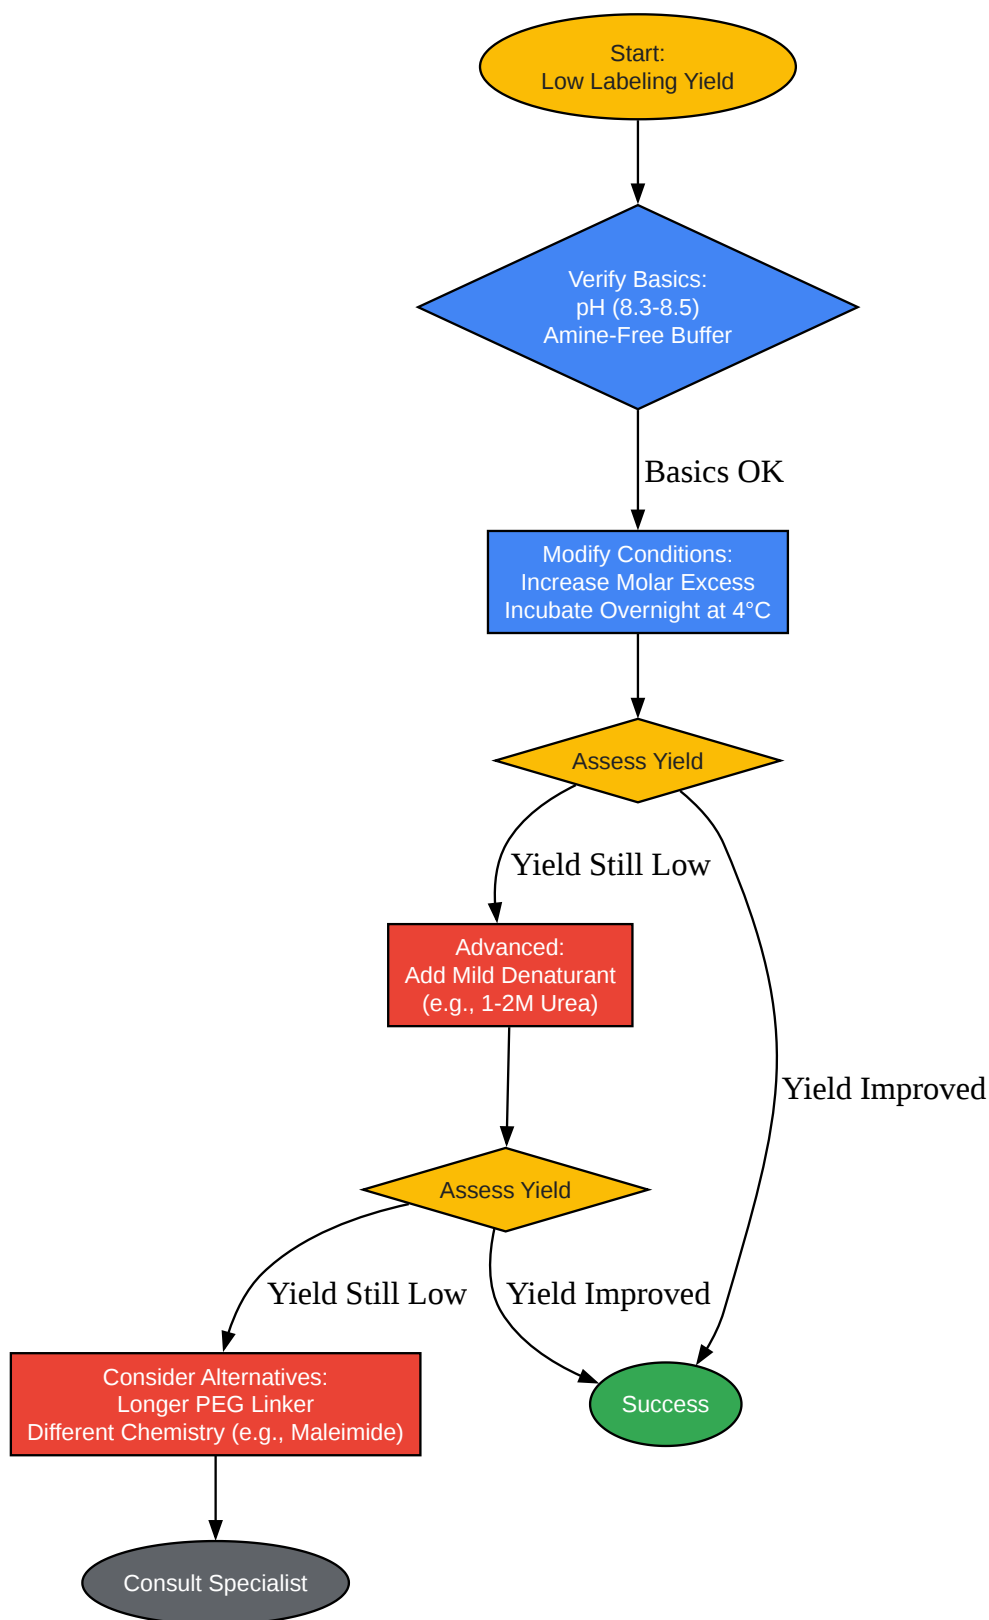 Start:
Low Labeling Yield
Verify Basics:
pH (8.3-8.5)
Amine-Free Buffer
Basics OK
Modify Conditions:
Increase Molar Excess
Incubate Overnight at 4°C
Assess Yield
Yield Still Low
Advanced:
Add Mild Denaturant
(e.g., 1-2M Urea)
Yield Improved
Assess Yield
Yield Still Low
Yield Improved
Consider Alternatives:
Longer PEG Linker
Different Chemistry (e.g., Maleimide)
Success
Consult Specialist